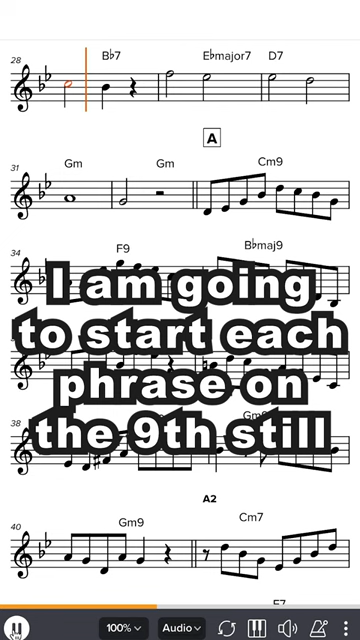 28
B♭7 E♭major7 D7
A
31
Gm Gm Cm9
34
F9 B♭maj9
I am going
to start each
phrase on
the 9th still
38
A2
40
Gm9 Cm7
100% Audio